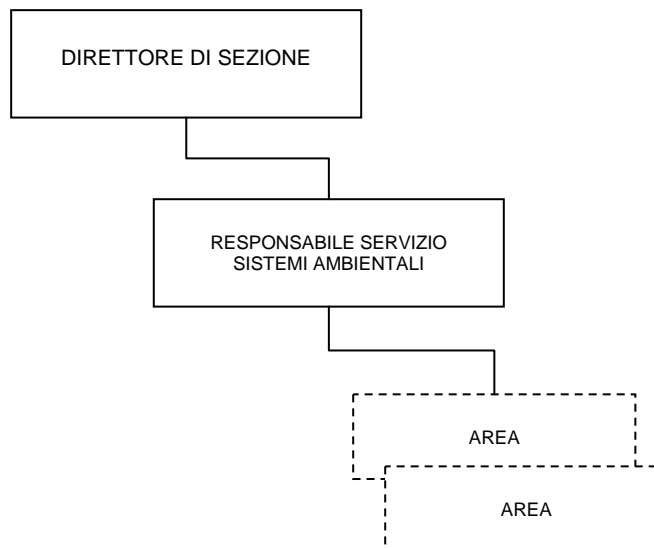 DIRETTORE DI SEZIONE
RESPONSABILE SERVIZIO
SISTEMI AMBIENTALI
AREA
AREA